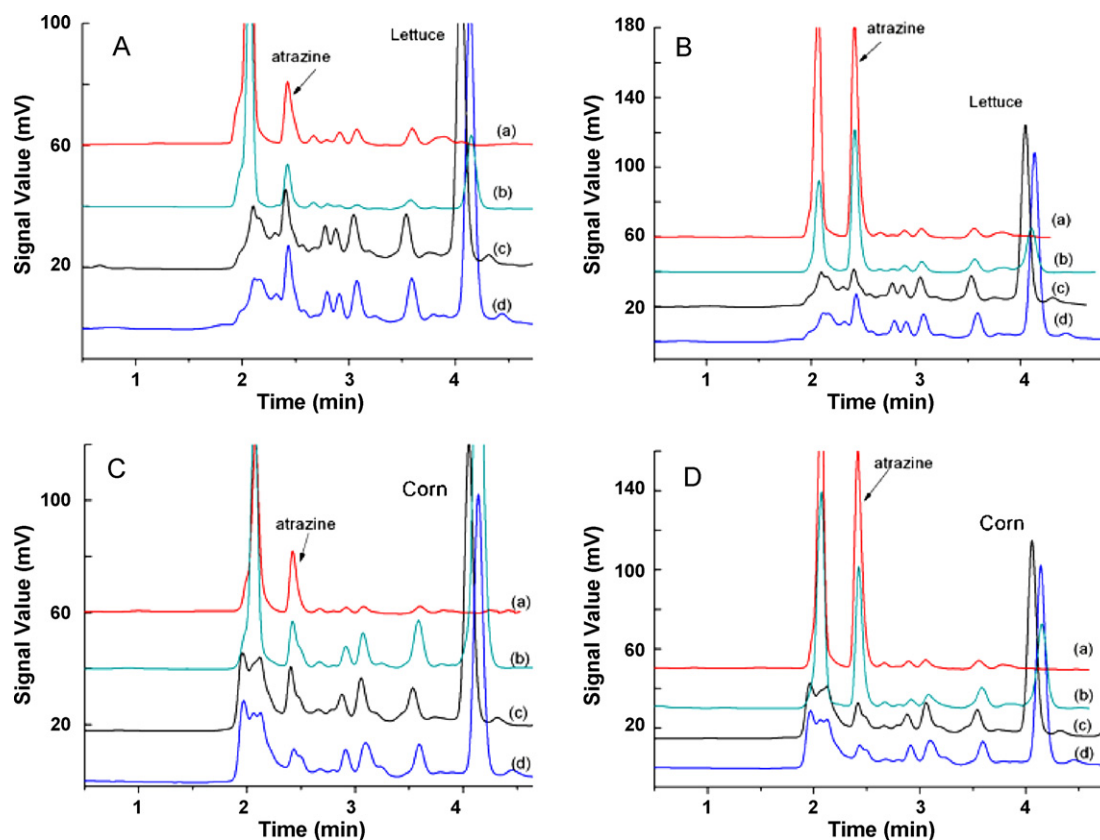 A
Lettuce
atrazine
100
60
20
Signal Value (mV)
(a)
(b)
(c)
(d)
1 2 3 4
Time (min)
B
atrazine
Lettuce
180
140
100
60
20
Signal Value (mV)
(a)
(b)
(c)
(d)
1 2 3 4
Time (min)
C
Corn
atrazine
100
60
20
Signal Value (mV)
(a)
(b)
(c)
(d)
1 2 3 4
Time (min)
D
atrazine
Corn
140
100
60
20
Signal Value (mV)
(a)
(b)
(c)
(d)
1 2 3 4
Time (min)